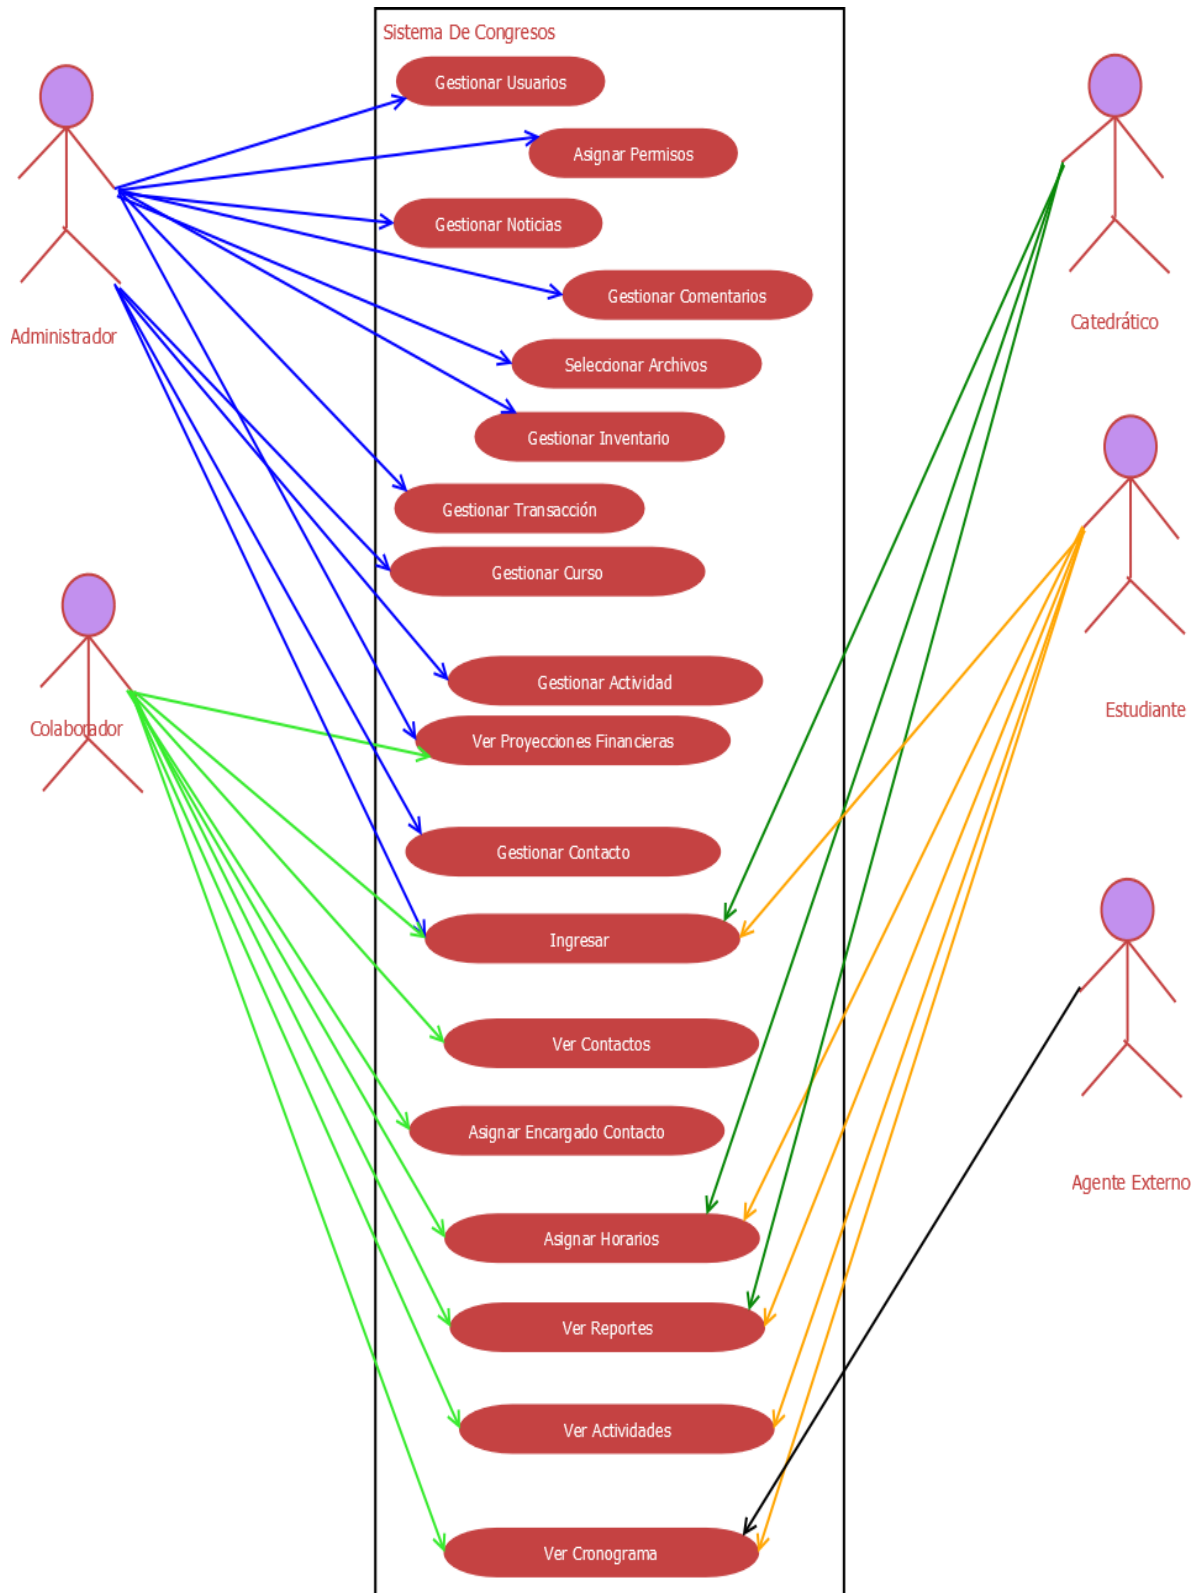 Sistema De Congresos
Gestionar Usuarios
Asignar Permisos
Gestionar Noticias
Gestionar Comentarios
Administrador
Catedrático
Seleccionar Archivos
Gestionar Inventario
Gestionar Transacción
Gestionar Curso
Gestionar Actividad
Estudiante
Colaborador
Ver Proyecciones Financieras
Gestionar Contacto
Ingresar
Ver Contactos
Asignar Encargado Contacto
Agente Externo
Asignar Horarios
Ver Reportes
Ver Actividades
Ver Cronograma